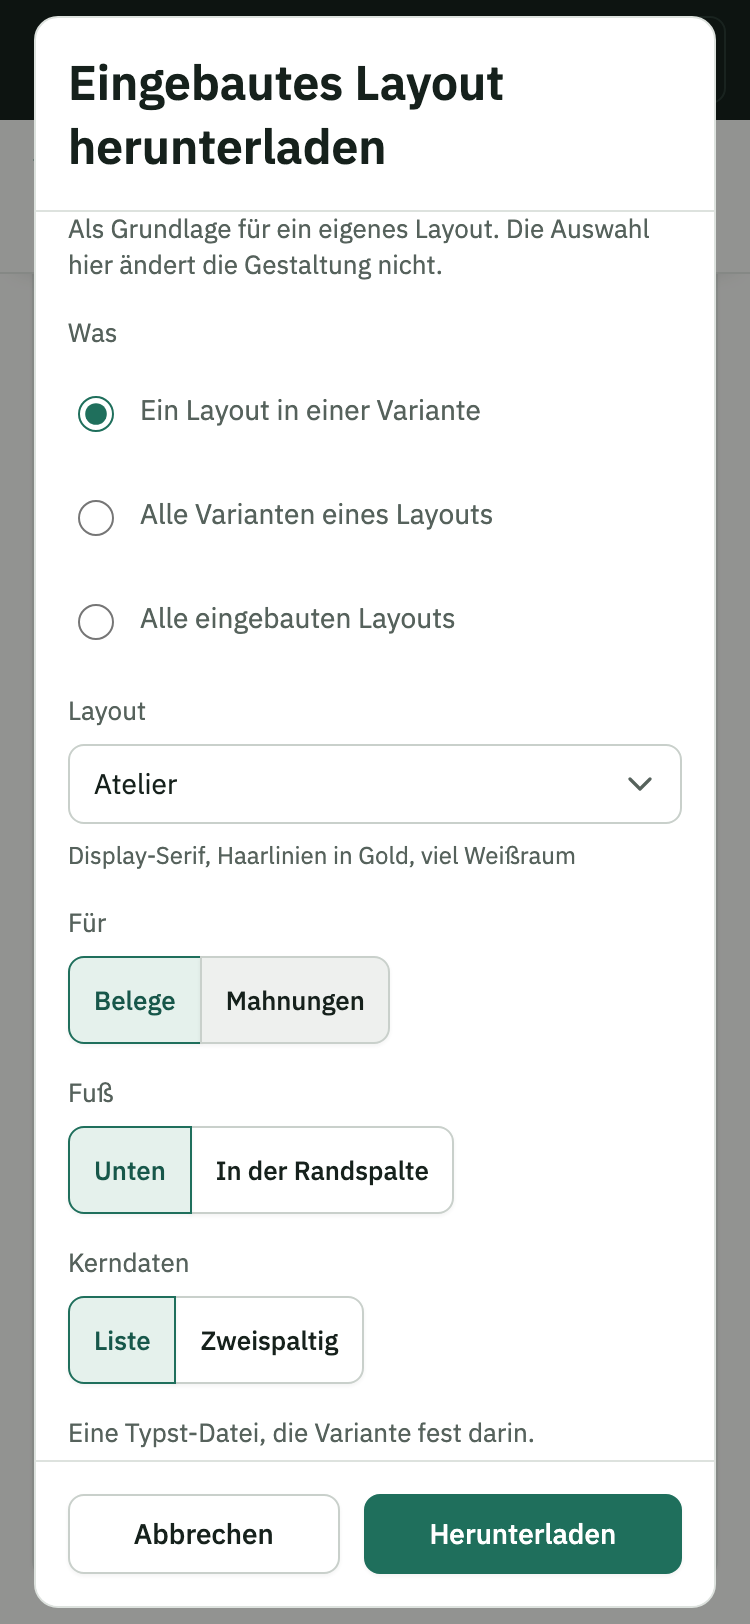 Eingebautes Layout
herunterladen
Als Grundlage für ein eigenes Layout. Die Auswahl
hier ändert die Gestaltung nicht.
Was
Ein Layout in einer Variante
Alle Varianten eines Layouts
Alle eingebauten Layouts
Layout
Atelier
Display-Serif, Haarlinien in Gold, viel Weißraum
Für
Belege Mahnungen
Fuß
Unten In der Randspalte
Kerndaten
Liste Zweispaltig
Eine Typst-Datei, die Variante fest darin.
Abbrechen Herunterladen